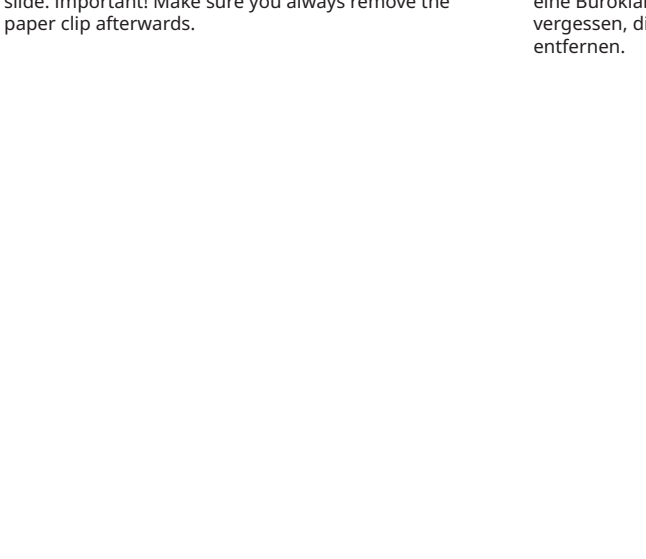 slide. Important! Make sure you always remove the
paper clip afterwards.
eine
vergessen,
entfernen.